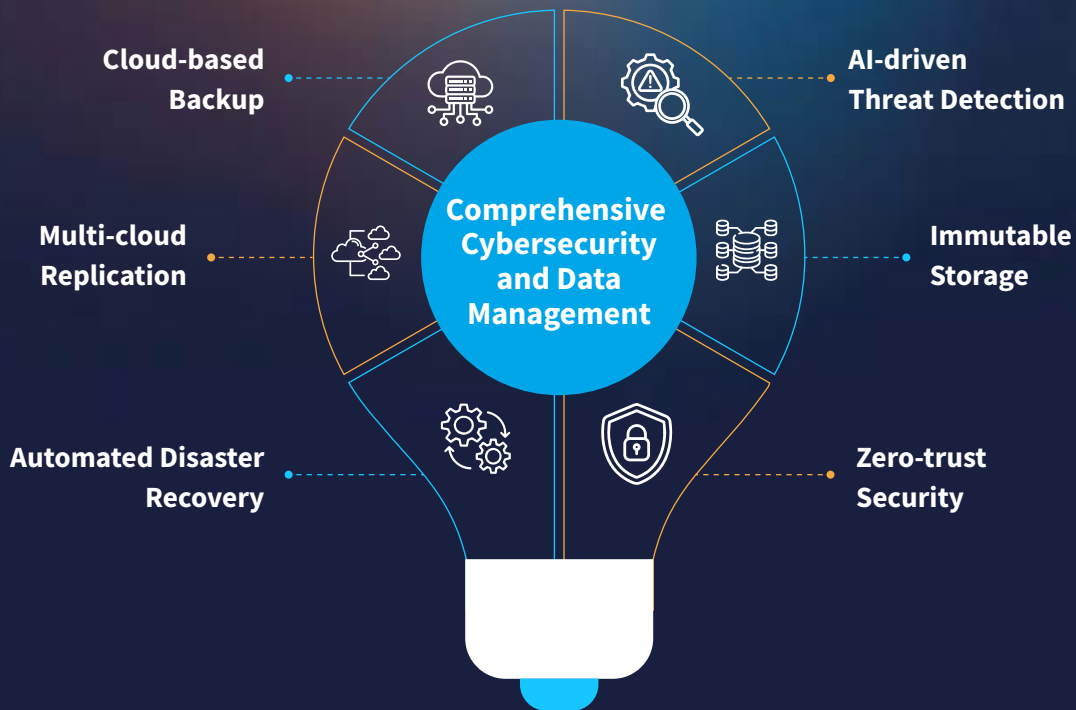 Cloud-based
Backup
AI-driven
Threat Detection
Multi-cloud
Replication
Comprehensive
Cybersecurity
and Data
Management
Immutable
Storage
Automated Disaster
Recovery
Zero-trust
Security